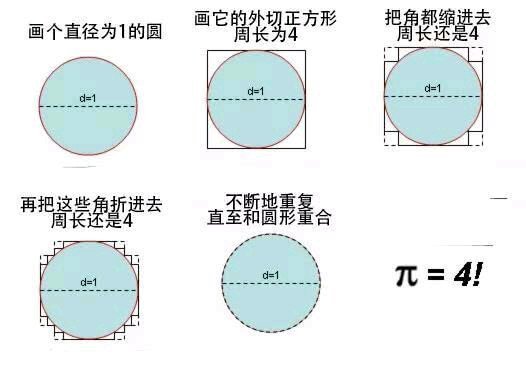 画个直径为1的圆
d=1
画它的外切正方形
周长为4
d=1
把角都缩进去
周长还是4
d=1
再把这些角折进去
周长还是4
d=1
不断地重复
直至和圆形重合
d=1
π = 4!